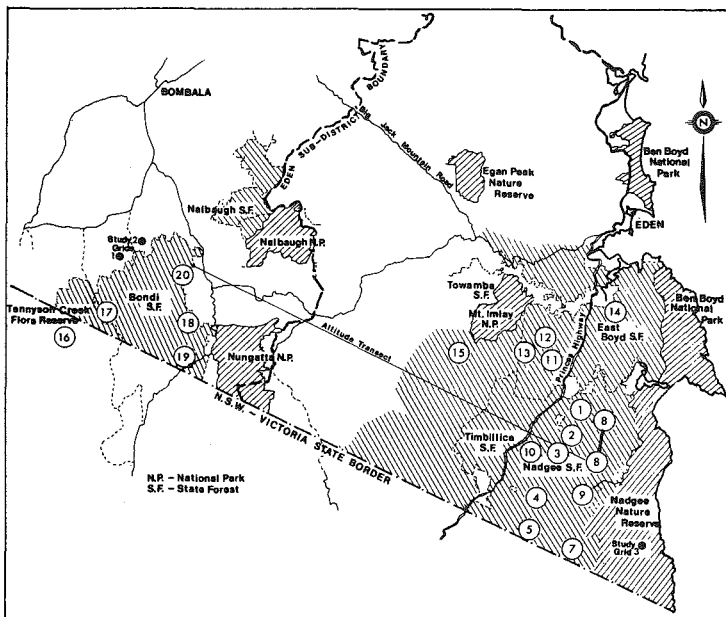 BOMBALA
EDEN SUB-DISTRICT BOUNDARY
Big Jack Mountain Road
N
Ben Boyd
National
Park
EDEN
Egan Peak
Nature
Reserve
Nalbaugh S.F.
Nalbaugh N.P.
Study 2
Grids
1
20
Bondi
S.F.
Tennyson Creek
Flora Reserve
17
16
18
19
Nungatta N.P.
Altitude Transect
Towamba
S.F.
Mt. Imlay
N.P.
Princes Highway
14
East
Boyd S.F.
Ben Boyd
National
Park
15
13
12
11
1
8
2
Timbillica
S.F.
10
3
8
Nadgee S.F.
4
9
5
7
Nadgee
Nature
Reserve
Study
Grid 3
N.S.W. – VICTORIA STATE BORDER
N.P. – National Park
S.F. – State Forest